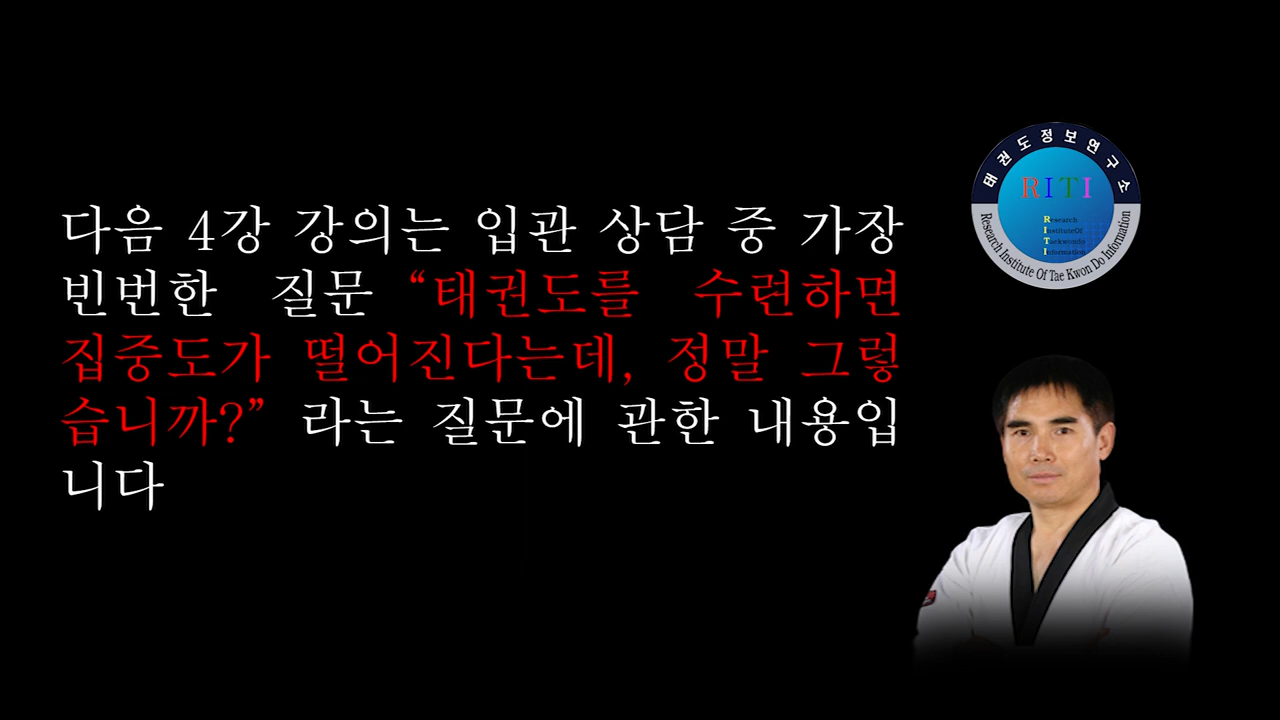 다음 4강 강의는 입관 상담 중 가장
빈번한 질문 “태권도를 수련하면
집중도가 떨어진다는데, 정말 그렇
습니까?” 라는 질문에 관한 내용입
니다
태권도정보연구소
RITI
Research
InstituteOf
Taekwondo
Information
Research Institute Of Tae Kwon Do Information